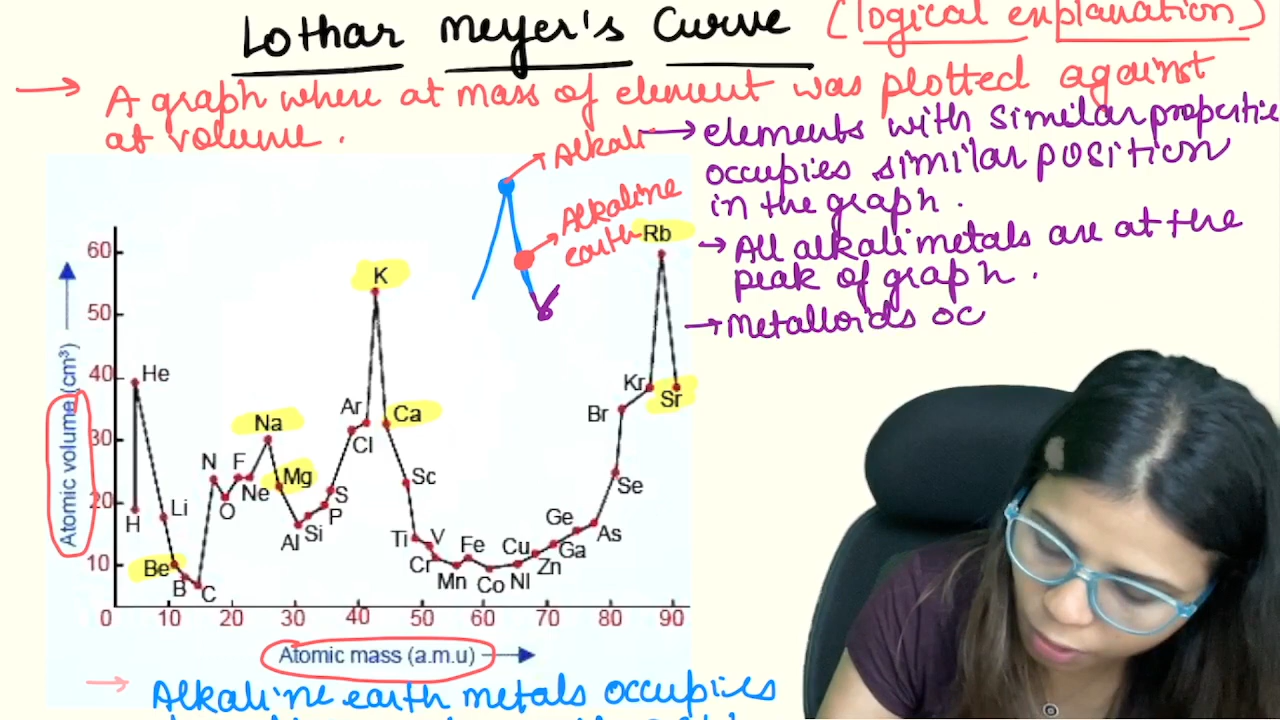 Lothar Meyer's Curve (logical explanation)
→ A graph where at mass of element was plotted against
at volume.
→ Alkali
→ elements with similar propertie
occupies similar position
in the graph.
→ Alkaline
earth
→ All alkali metals are at the
peak of graph.
→ Metalloids oc
Atomic volume (cm³)
60
50
40
30
20
10
0 10 20 30 40 50 60 70 80 90
Atomic mass (a.m.u)
H
He
Li
Be
B
C
N
O
F
Ne
Na
Mg
Al
Si
P
S
Cl
Ar
K
Ca
Sc
Ti
V
Cr
Mn
Fe
Co
NI
Cu
Zn
Ga
Ge
As
Se
Br
Kr
Rb
Sr
→ Alkaline earth metals occupies